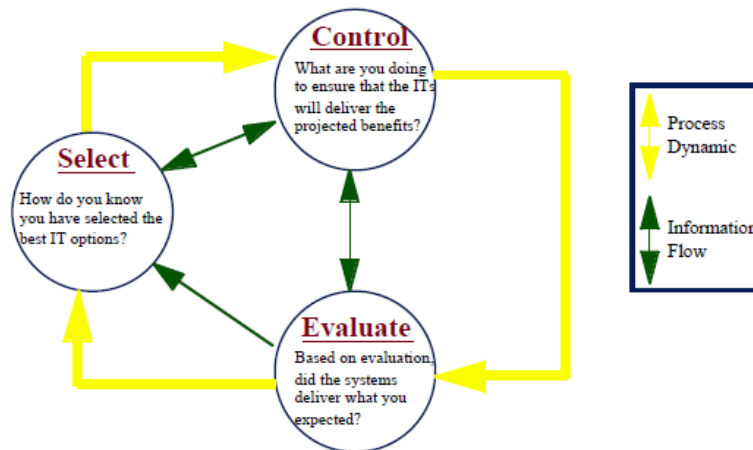 Control
What are you doing
to ensure that the ITs
will deliver the
projected benefits?
Select
How do you know
you have selected the
best IT options?
Evaluate
Based on evaluation,
did the systems
deliver what you
expected?
Process
Dynamic
Information
Flow